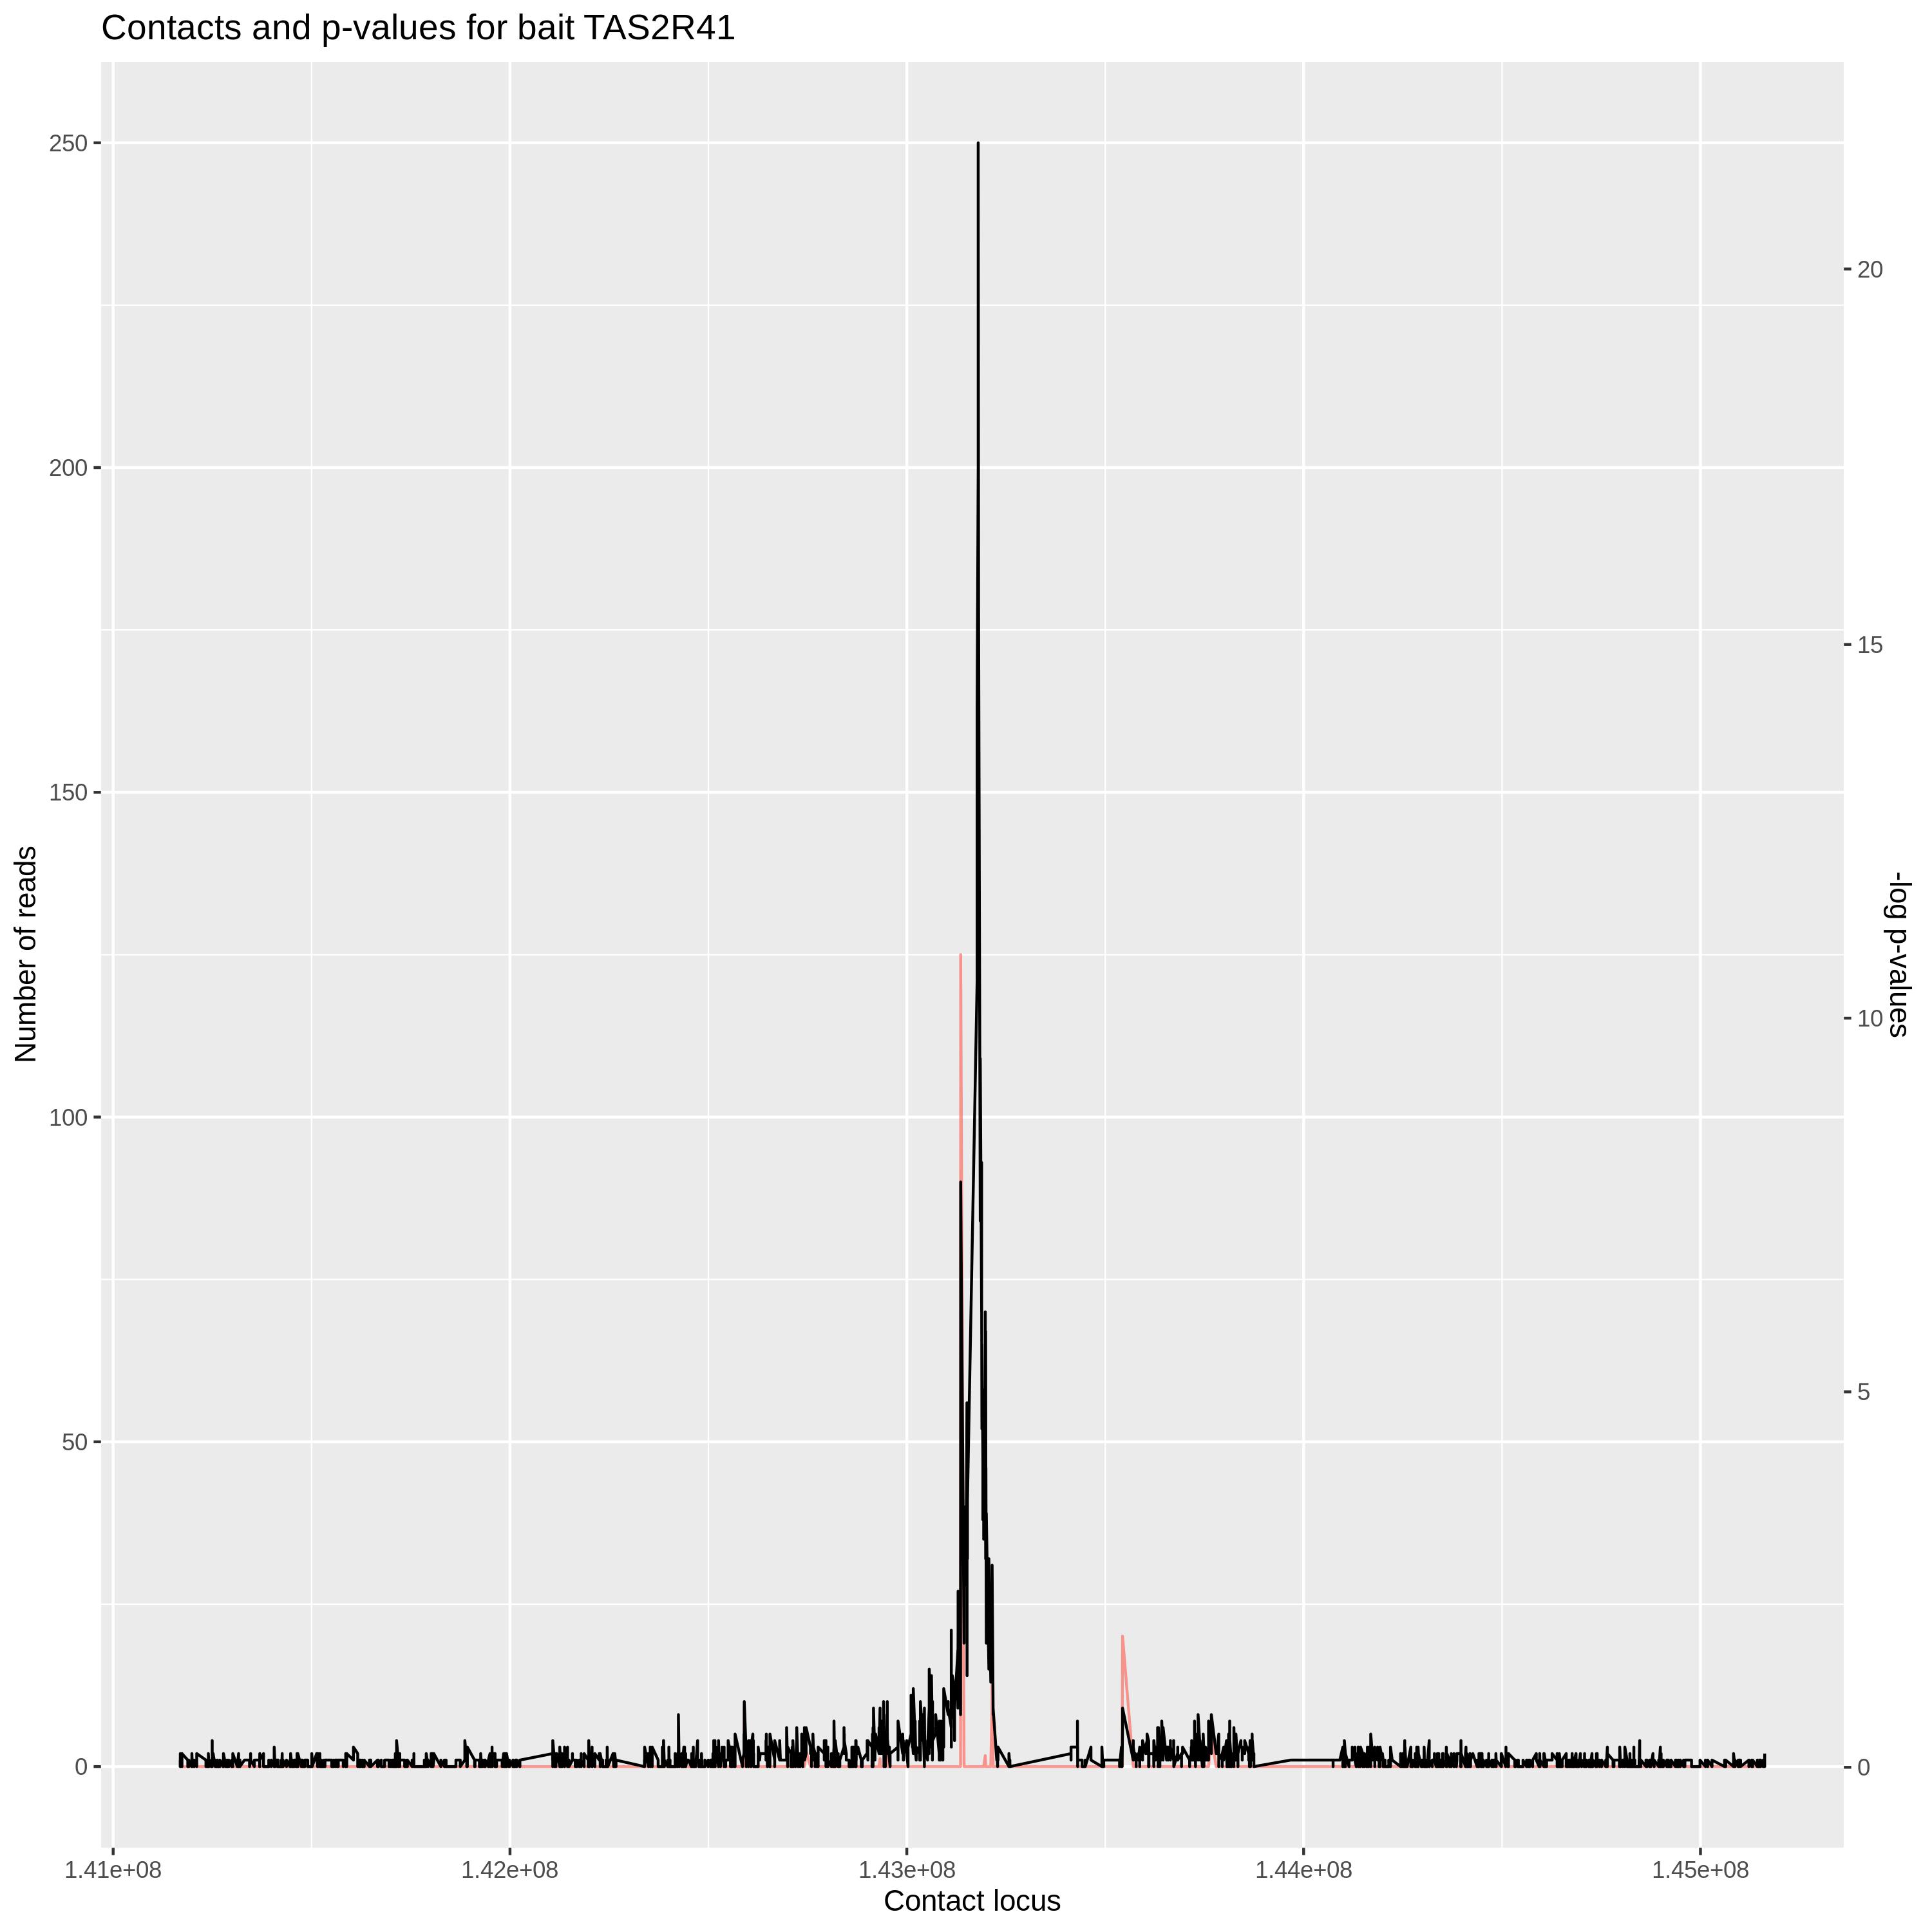 Contacts and p-values for bait TAS2R41
250
200
150
100
50
0
Number of reads
20
15
10
5
0
-log p-values
1.41e+08
1.42e+08
1.43e+08
1.44e+08
1.45e+08
Contact locus